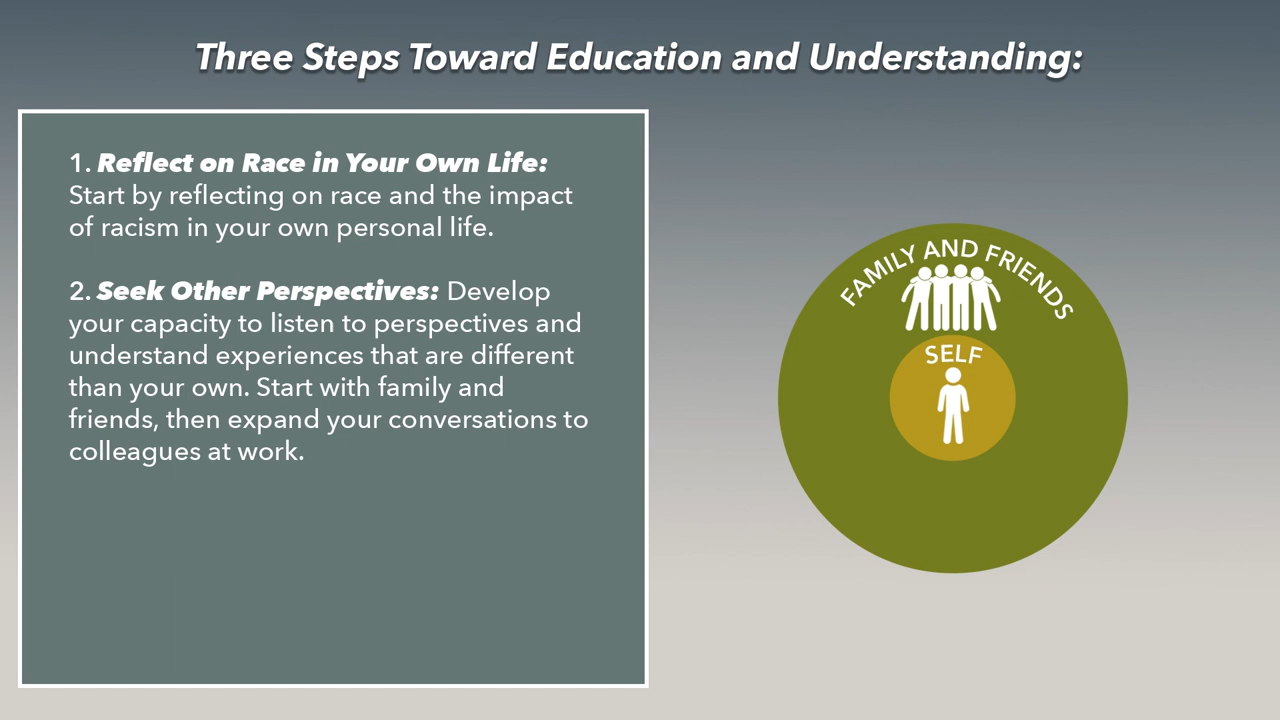 Three Steps Toward Education and Understanding:
1. Reflect on Race in Your Own Life:
Start by reflecting on race and the impact
of racism in your own personal life.
2. Seek Other Perspectives: Develop
your capacity to listen to perspectives and
understand experiences that are different
than your own. Start with family and
friends, then expand your conversations to
colleagues at work.
FAMILY AND FRIENDS
SELF